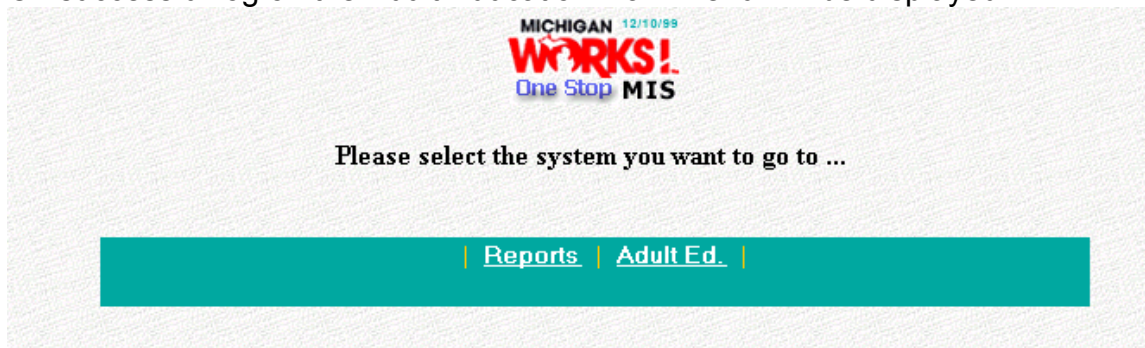 MICHIGAN 12/10/99
WORKS!
One Stop MIS
Please select the system you want to go to ...
| Reports | Adult Ed. |